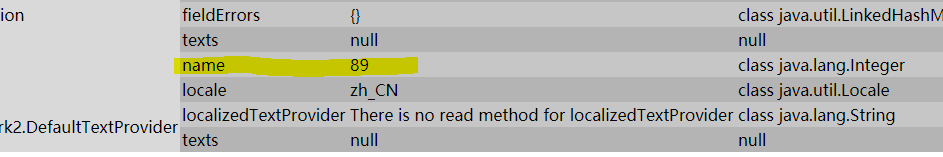 ion fieldErrors {} class java.util.LinkedHashM
texts null null
name 89 class java.lang.Integer
locale zh_CN class java.util.Locale
rk2.DefaultTextProvider localizedTextProvider There is no read method for localizedTextProvider class java.lang.String
texts null null